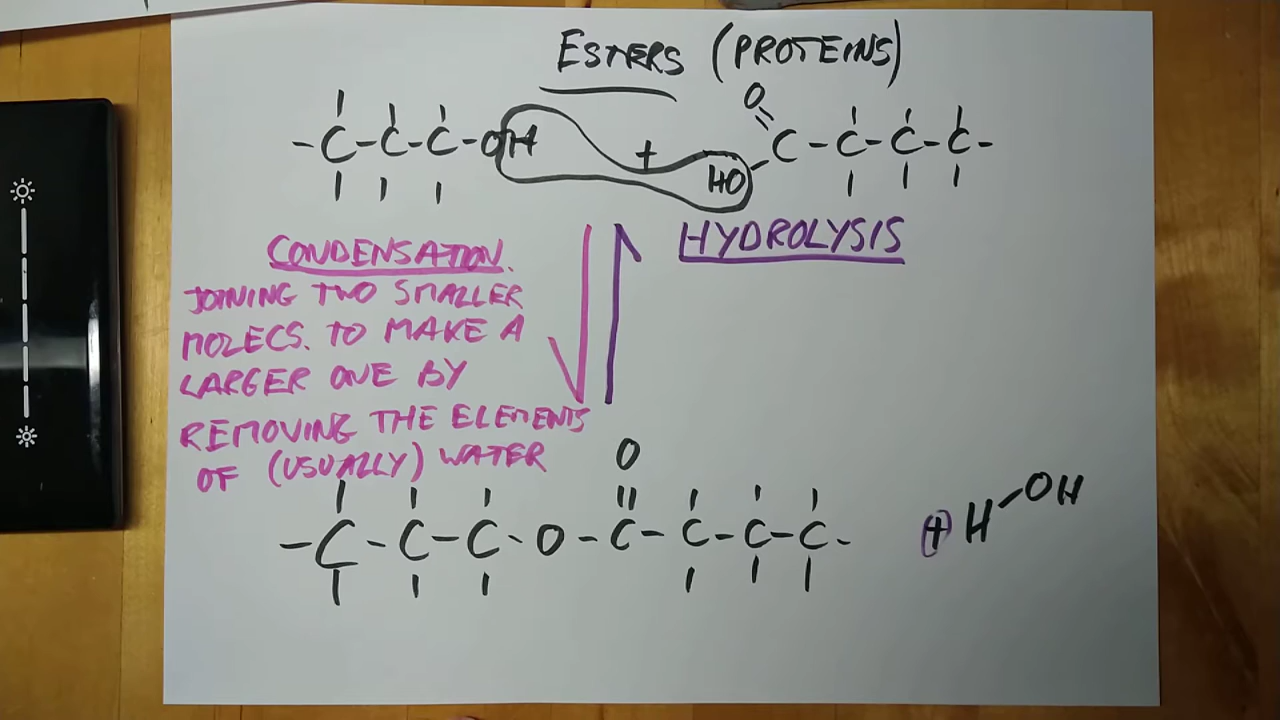 ESTERS (PROTEINS)
O
-C-C-C-OH + HO C-C-C-C-
CONDENSATION.
HYDROLYSIS
JOINING TWO SMALLER
MOLECS. TO MAKE A
LARGER ONE BY
REMOVING THE ELEMENTS
OF (USUALLY) WATER
O
-C-C-C-O-C-C-C-C- + H-OH